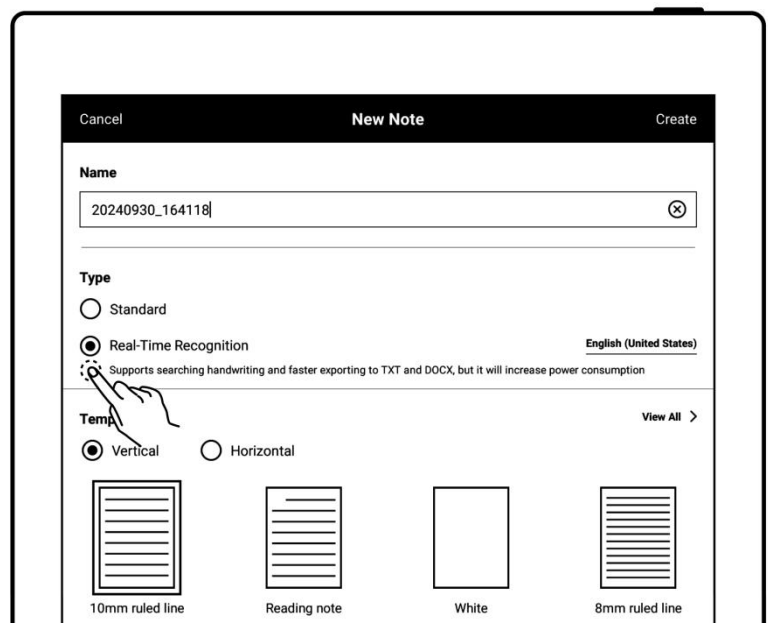 Cancel New Note Create
Name
20240930_164118
Type
Standard
Real-Time Recognition English (United States)
Supports searching handwriting and faster exporting to TXT and DOCX, but it will increase power consumption
Temp View All
Vertical Horizontal
10mm ruled line Reading note White 8mm ruled line